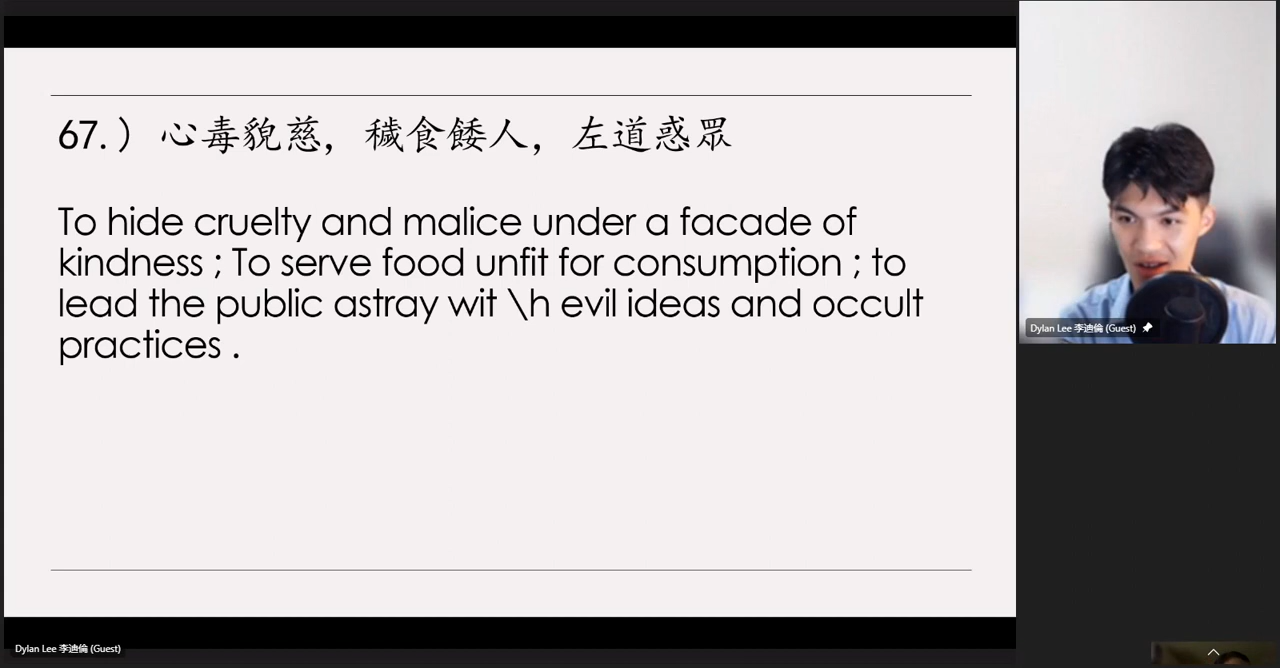 67.）心毒貌慈，穢食餧人，左道惑眾
To hide cruelty and malice under a facade of
kindness ; To serve food unfit for consumption ; to
lead the public astray wit \h evil ideas and occult
practices .
Dylan Lee 李迪倫 (Guest)
Dylan Lee 李迪倫 (Guest)